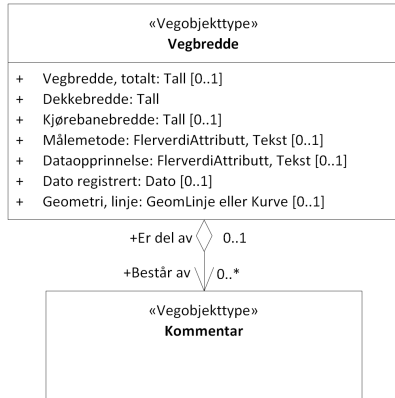 «Vegobjekttype»
Vegbredde
+ Vegbredde, totalt: Tall [0..1]
+ Dekkebredde: Tall
+ Kjørebanebredde: Tall [0..1]
+ Målemetode: FlerverdiAttributt, Tekst [0..1]
+ Dataopprinnelse: FlerverdiAttributt, Tekst [0..1]
+ Dato registrert: Dato [0..1]
+ Geometri, linje: GeomLinje eller Kurve [0..1]
+Er del av 0..1
+Består av 0..*
«Vegobjekttype»
Kommentar